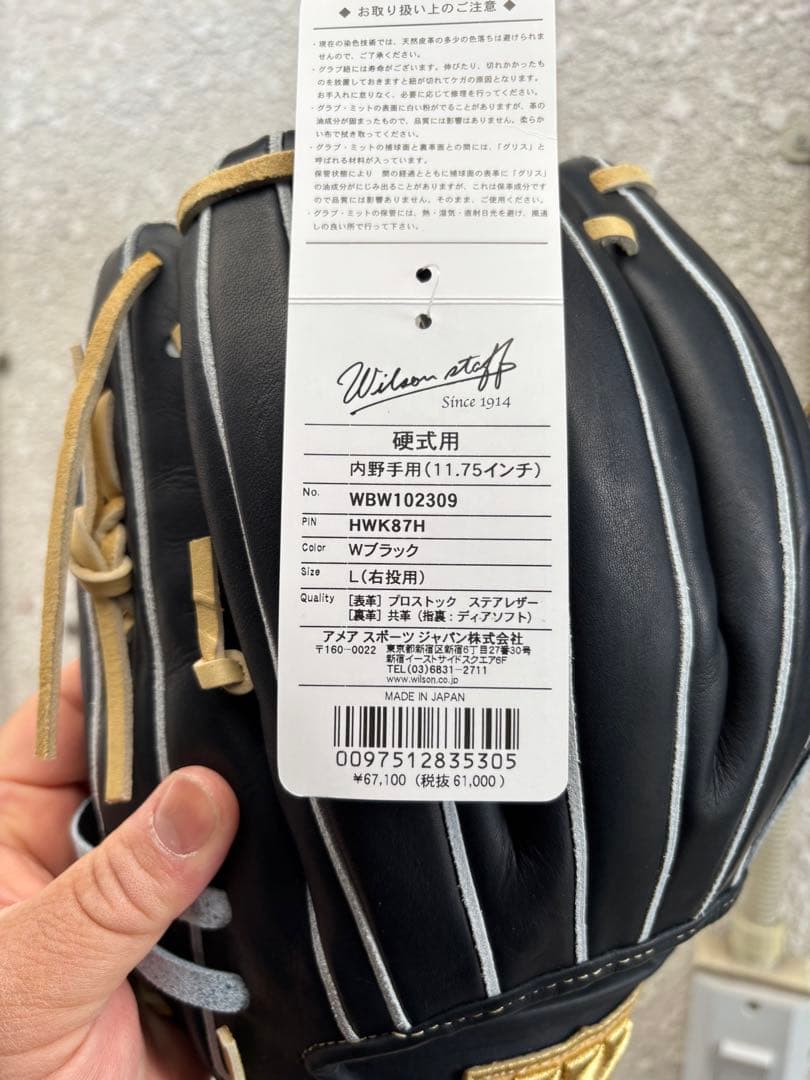 ◆ お取り扱い上のご注意 ◆
・現在の染色技術では、天然皮革の多少の色落ちは避けられま
せんので、ご了承ください。
・グラブ紐には寿命がございます。伸びたり、切れかかったも
のを放置しておきますと紐が切れてケガの原因となります。
お手入れに怠りなく、必要に応じて修理を行ってください。
・グラブ・ミットの表面に白い粉がでることがありますが、革の
油成分が固まったもので、品質には影響はありません。柔らか
い布で拭き取ってください。
・グラブ・ミットの捕球面と裏革面との間には、「グリス」と
呼ばれる材料が入っています。
保管状態により 間の経過とともに捕球面の表革に「グリス」
の油成分がにじみ出ることがありますが、これは保革成分です
ので品質には影響ありません。そのまま、ご使用ください。
・グラブ・ミットの保管には、熱・湿気・直射日光を避け、風通
しの良い所で行って下さい。
Wilson staff
Since 1914
硬式用
内野手用(11.75インチ)
No. WBW102309
PIN HWK87H
Color Wブラック
Size L(右投用)
Quality [表革] プロストック ステアレザー
[裏革] 共革 (指裏:ディアソフト)
アメア スポーツ ジャパン株式会社
〒160-0022 東京都新宿区新宿6丁目27番30号
新宿イーストサイドスクエア6F
TEL(03)6831-2711
www.wilson.co.jp
MADE IN JAPAN
0097512835305
¥67,100 (税抜 61,000)